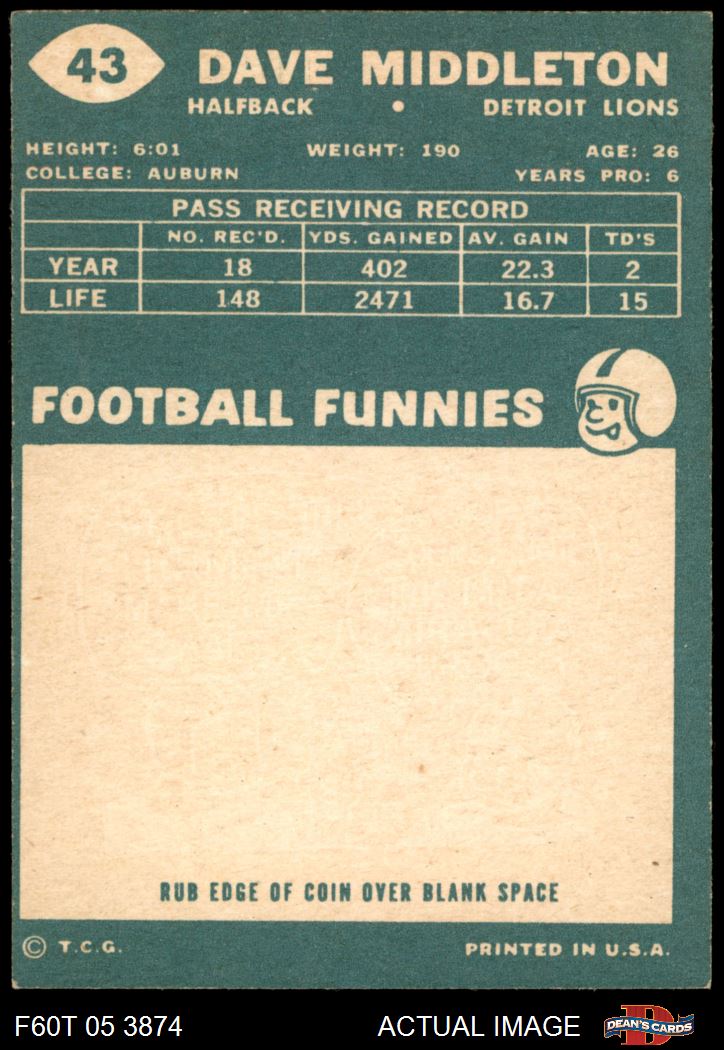 43 DAVE MIDDLETON
HALFBACK • DETROIT LIONS
HEIGHT: 6:01 WEIGHT: 190 AGE: 26
COLLEGE: AUBURN YEARS PRO: 6
PASS RECEIVING RECORD
NO. REC'D. YDS. GAINED AV. GAIN TD'S
YEAR 18 402 22.3 2
LIFE 148 2471 16.7 15
FOOTBALL FUNNIES
RUB EDGE OF COIN OVER BLANK SPACE
© T.C.G. PRINTED IN U.S.A.
F60T 05 3874 ACTUAL IMAGE D DEAN'S CARDS